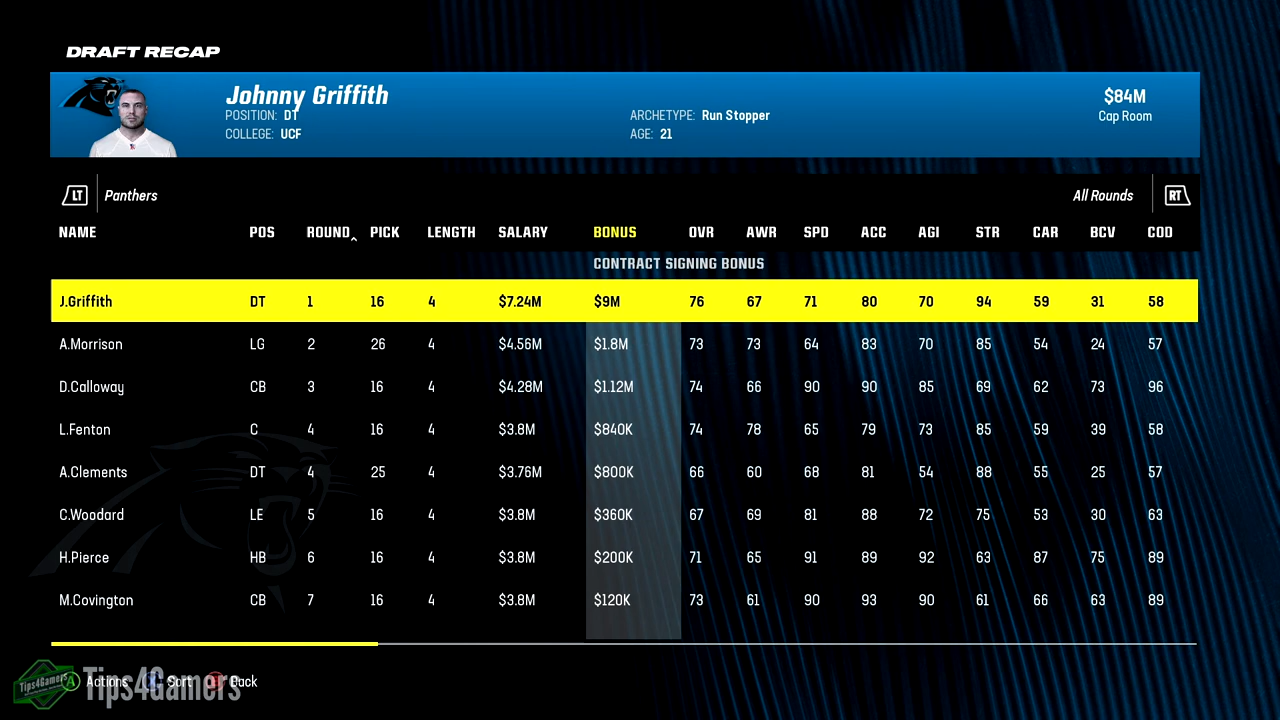 DRAFT RECAP
Johnny Griffith
POSITION: DT
COLLEGE: UCF
ARCHETYPE: Run Stopper
AGE: 21
$84M
Cap Room
LT Panthers All Rounds RT
NAME POS ROUND PICK LENGTH SALARY BONUS OVR AWR SPD ACC AGI STR CAR BCV COD
CONTRACT SIGNING BONUS
J.Griffith DT 1 16 4 $7.24M $9M 76 67 71 80 70 94 59 31 58
A.Morrison LG 2 26 4 $4.56M $1.8M 73 73 64 83 70 85 54 24 57
D.Calloway CB 3 16 4 $4.28M $1.12M 74 66 90 90 85 69 62 73 96
L.Fenton C 4 16 4 $3.8M $840K 74 78 65 79 73 85 59 39 58
A.Clements DT 4 25 4 $3.76M $800K 66 60 68 81 54 88 55 25 57
C.Woodard LE 5 16 4 $3.8M $360K 67 69 81 88 72 75 53 30 63
H.Pierce HB 6 16 4 $3.8M $200K 71 65 91 89 92 63 87 75 89
M.Covington CB 7 16 4 $3.8M $120K 73 61 90 93 90 61 66 63 89
Tips4Gamers A Actions Sort B Back
Tips4Gamers